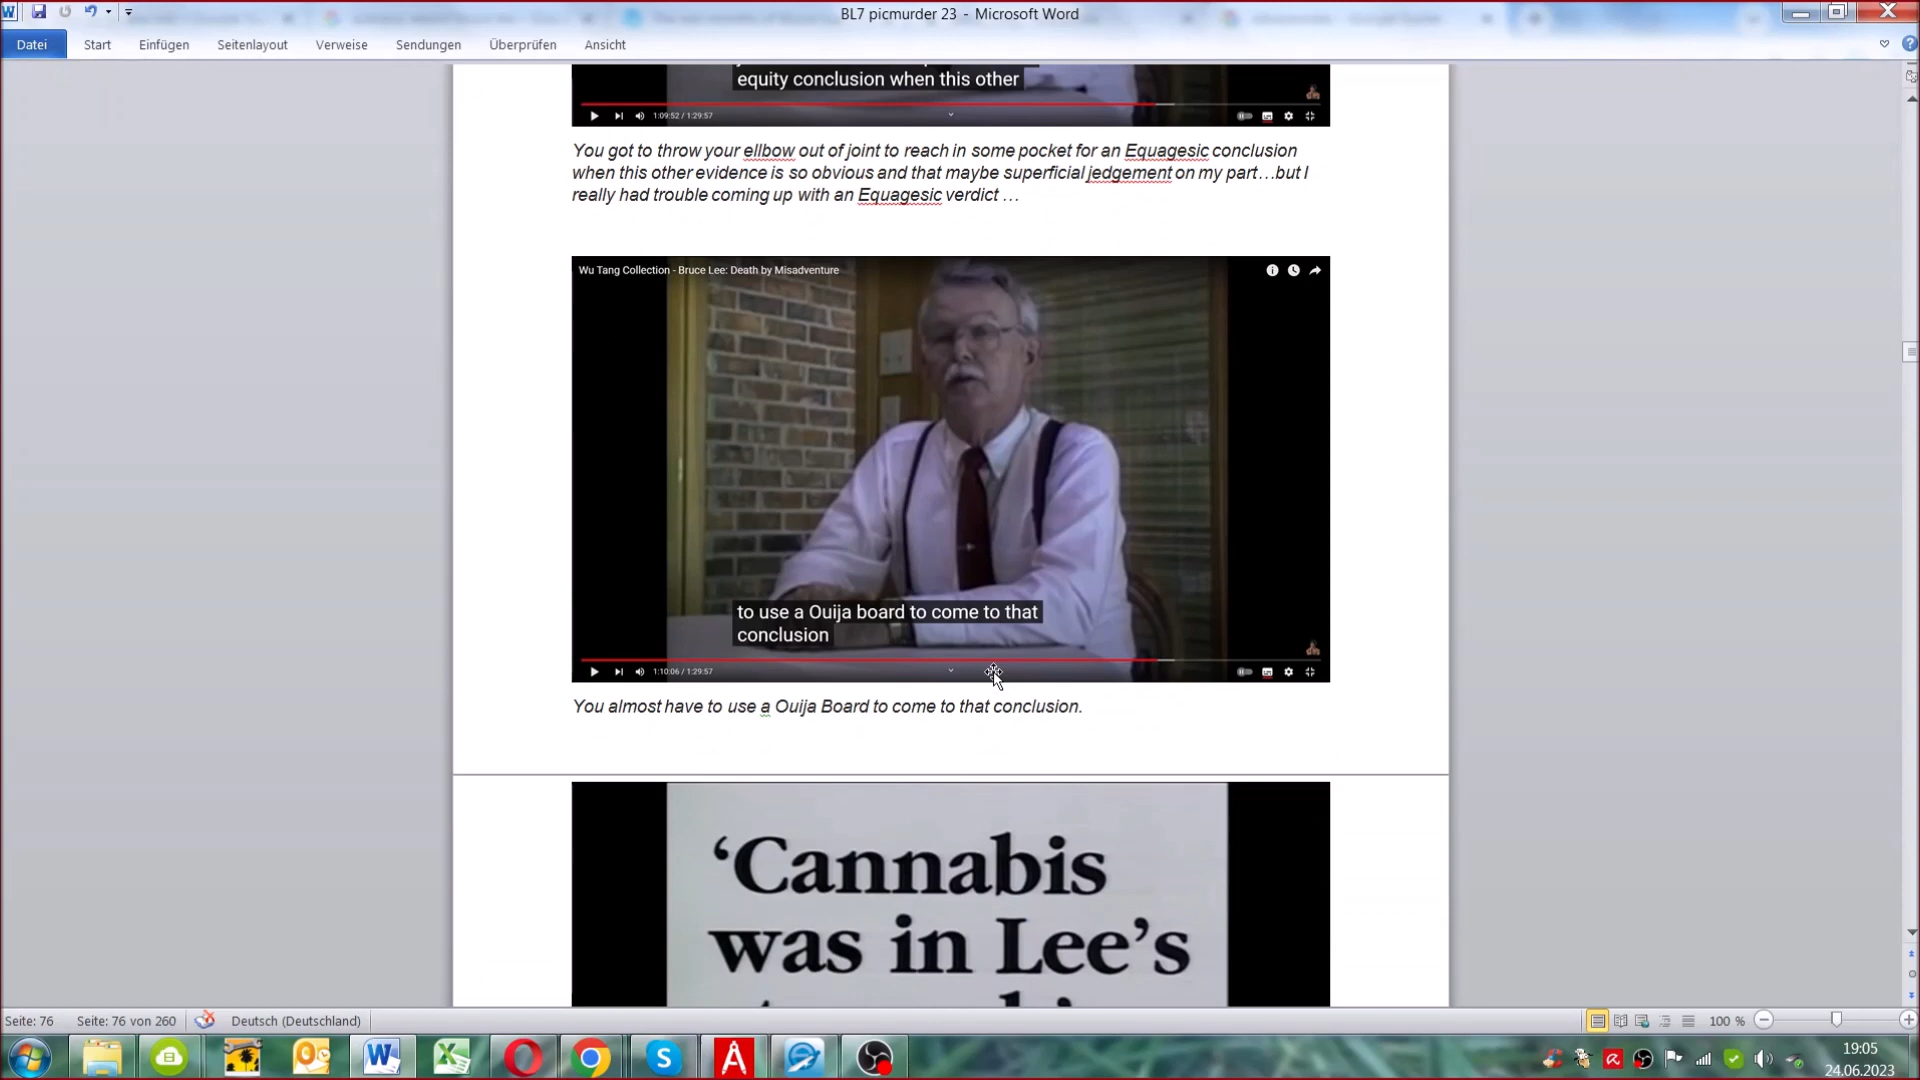 BL7 picmurder 23 - Microsoft Word
Datei Start Einfügen Seitenlayout Verweise Sendungen Überprüfen Ansicht
equity conclusion when this other
1:09:52 / 1:29:57
You got to throw your ellbow out of joint to reach in some pocket for an Equagesic conclusion
when this other evidence is so obvious and that maybe superficial jedgement on my part…but I
really had trouble coming up with an Equagesic verdict …
Wu Tang Collection - Bruce Lee: Death by Misadventure
to use a Ouija board to come to that
conclusion
1:10:06 / 1:29:57
You almost have to use a Ouija Board to come to that conclusion.
‘Cannabis
was in Lee’s
Seite: 76 Seite: 76 von 260 Deutsch (Deutschland) 100 %
19:05
24.06.2023